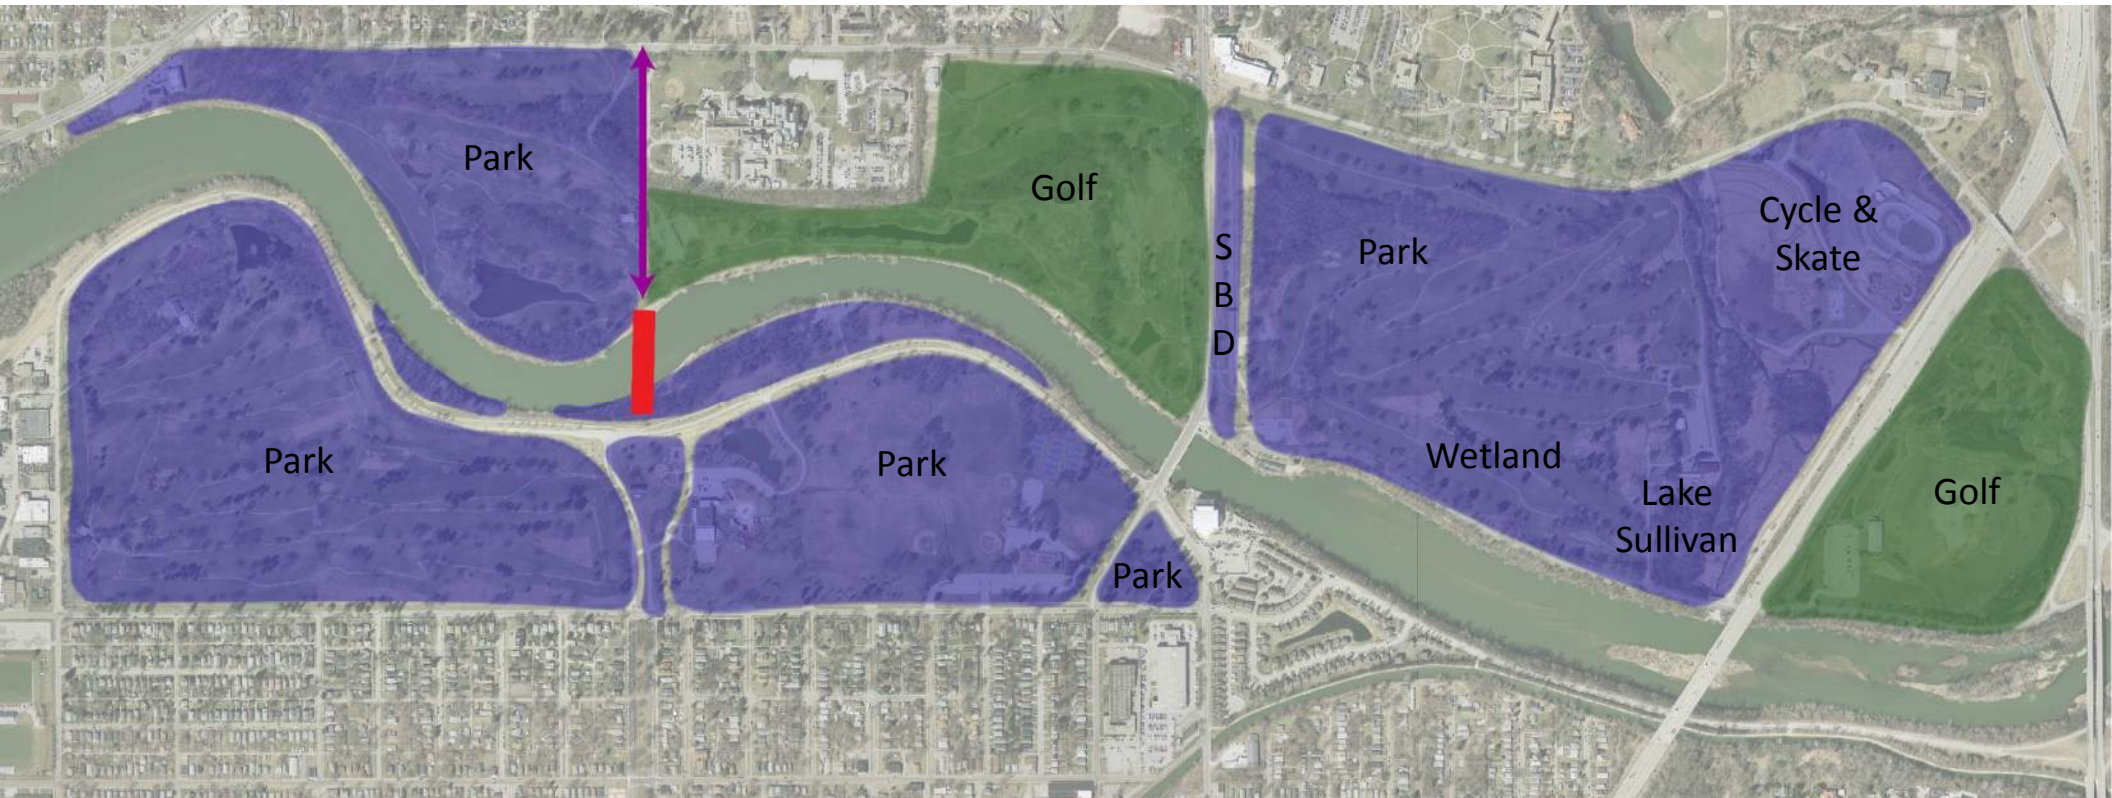 Park
Golf
Cycle &
Skate
S
B
D
Park
Park
Park
Wetland
Lake
Sullivan
Golf
Park